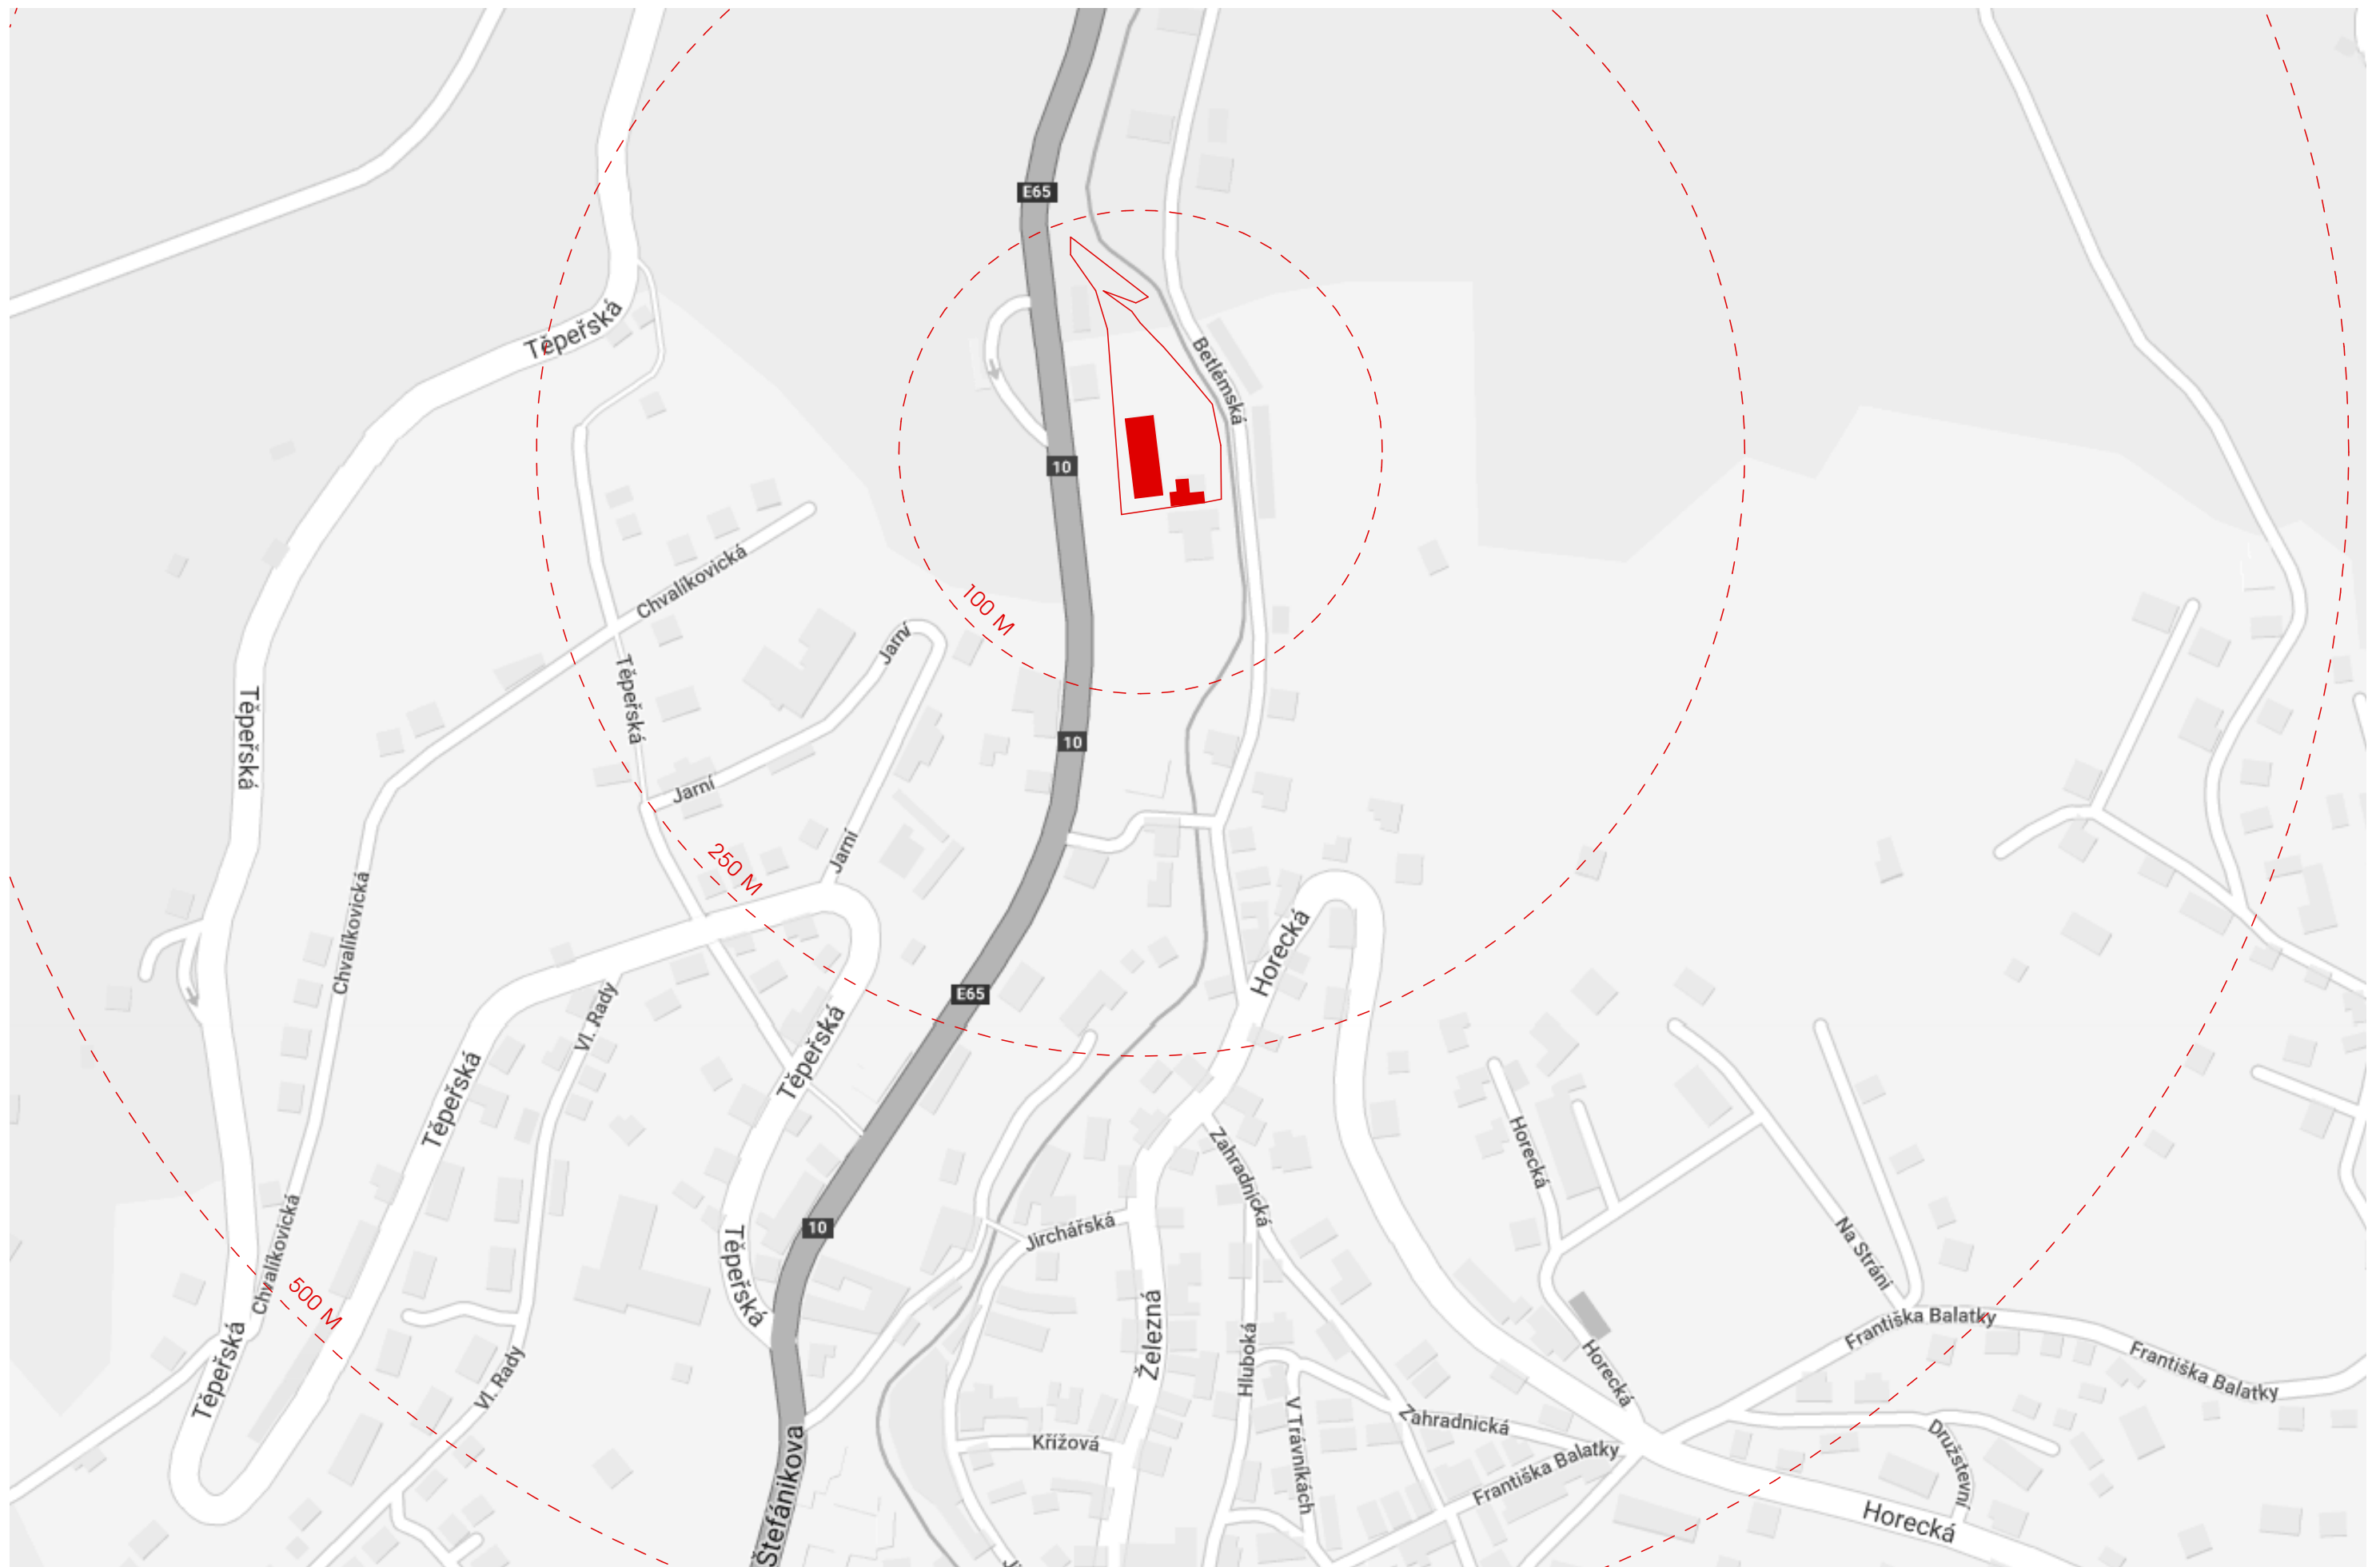 E65
Těpeřská
Betlémská
10
Chvalíkovická
100 M
Jarní
Těpeřská
Těpeřská
10
Jarní
Jarní
250 M
Chvalíkovická
Horecká
E65
Vl. Rady
Těpeřská
Těpeřská
Horecká
Zahradnická
10
Jirchářská
Chvalíkovická
Na Stráni
Těpeřská
500 M
Železná
Františka Balatky
Hluboká
Těpeřská
Horecká
Vl. Rady
Františka Balatky
V Trávníkách
Zahradnická
Křížová
Františka Balatky
Družstevní
Štefánikova
Horecká